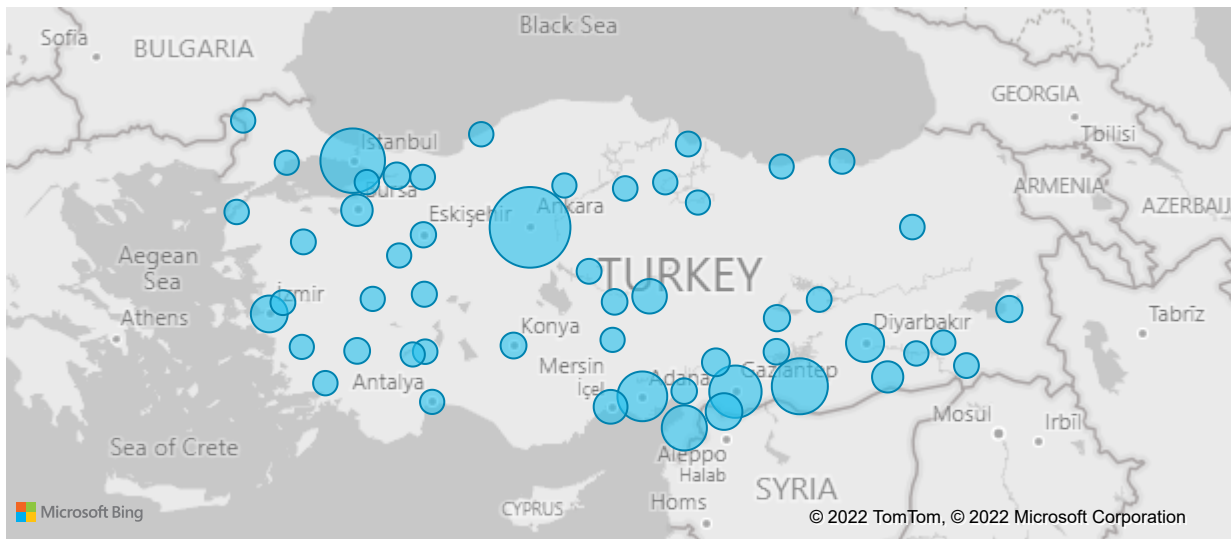 Black Sea
Sofia
BULGARIA
GEORGIA
Tbilisi
Istanbul
ARMENIA
Bursa
AZERBAIJ
Eskişehir
Ankara
Aegean
Sea
TURKEY
İzmir
Athens
Tabrīz
Konya
Diyarbakır
Mersin
İçel
Adana
Gaziantep
Antalya
Mosul
Irbīl
Sea of Crete
Aleppo
Halab
SYRIA
Homs
CYPRUS
Microsoft Bing
© 2022 TomTom, © 2022 Microsoft Corporation